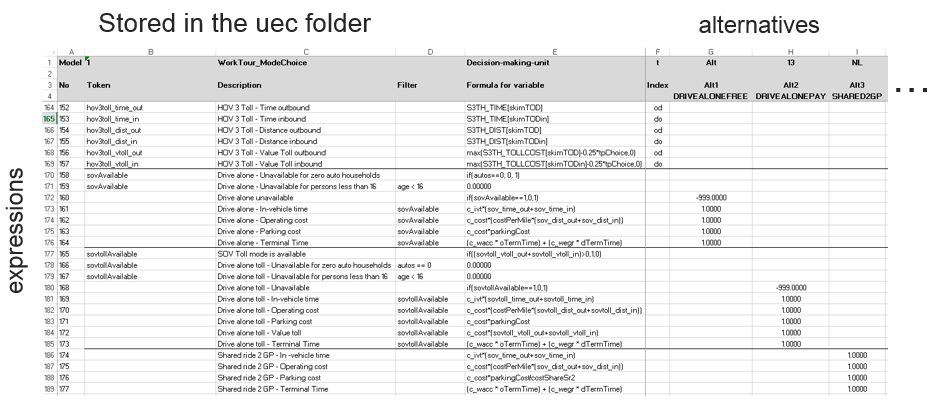 Stored in the uec folder
alternatives
A B C D E F G H I
1 Model 1 WorkTour_ModeChoice Decision-making-unit t Alt 13 NL
2
3 No Token Description Filter Formula for variable Index Alt1 Alt2 Alt3
4 DRIVEALONEFREE DRIVEALONEPAY SHARED2GP
...
164 152 hov3toll_time_out HOV 3 Toll - Time outbound S3TH_TIME[skimTOD] od
165 153 hov3toll_time_in HOV 3 Toll - Time inbound S3TH_TIME[skimTODin] do
166 154 hov3toll_dist_out HOV 3 Toll - Distance outbound S3TH_DIST[skimTOD] od
167 155 hov3toll_dist_in HOV 3 Toll - Distance inbound S3TH_DIST[skimTODin] do
168 156 hov3toll_vtoll_out HOV 3 Toll - Value Toll outbound max(S3TH_TOLLCOST[skimTOD]-0.25*tpChoice,0) od
169 157 hov3toll_vtoll_in HOV 3 Toll - Value Toll inbound max(S3TH_TOLLCOST[skimTODin]-0.25*tpChoice,0) do
170 158 sovAvailable Drive alone - Unavailable for zero auto households if(autos==0, 0, 1)
171 159 sovAvailable Drive alone - Unavailable for persons less than 16 age < 16 0.00000
172 160 Drive alone unavailable if(sovAvailable==1,0,1) -999.0000
173 161 Drive alone - In-vehicle time sovAvailable c_ivt*(sov_time_out+sov_time_in) 1.0000
174 162 Drive alone - Operating cost sovAvailable c_cost*(costPerMile*(sov_dist_out+sov_dist_in)) 1.0000
175 163 Drive alone - Parking cost sovAvailable c_cost*parkingCost 1.0000
176 164 Drive alone - Terminal Time sovAvailable (c_wacc * oTermTime) + (c_wegr * dTermTime) 1.0000
177 165 sovtollAvailable SOV Toll mode is available if((sovtoll_vtoll_out+sovtoll_vtoll_in)>0,1,0)
178 166 sovtollAvailable Drive alone toll - Unavailable for zero auto households autos == 0 0.00000
179 167 sovtollAvailable Drive alone toll - Unavailable for persons less than 16 age < 16 0.00000
180 168 Drive alone toll - Unavailable if(sovtollAvailable==1,0,1) -999.0000
181 169 Drive alone toll - In-vehicle time sovtollAvailable c_ivt*(sovtoll_time_out+sovtoll_time_in) 1.0000
182 170 Drive alone toll - Operating cost sovtollAvailable c_cost*(costPerMile*(sovtoll_dist_out+sovtoll_dist_in)) 1.0000
183 171 Drive alone toll - Parking cost sovtollAvailable c_cost*parkingCost 1.0000
184 172 Drive alone toll - Value toll sovtollAvailable c_cost*(sovtoll_vtoll_out+sovtoll_vtoll_in) 1.0000
185 173 Drive alone toll - Terminal Time sovtollAvailable (c_wacc * oTermTime) + (c_wegr * dTermTime) 1.0000
186 174 Shared ride 2 GP - In -vehicle time c_ivt*(sov_time_out+sov_time_in) 1.0000
187 175 Shared ride 2 GP - Operating cost c_cost*(costPerMile*(sov_dist_out+sov_dist_in)) 1.0000
188 176 Shared ride 2 GP - Parking cost c_cost*parkingCost*costShareSr2 1.0000
189 177 Shared ride 2 GP - Terminal Time (c_wacc * oTermTime) + (c_wegr * dTermTime) 1.0000
expressions